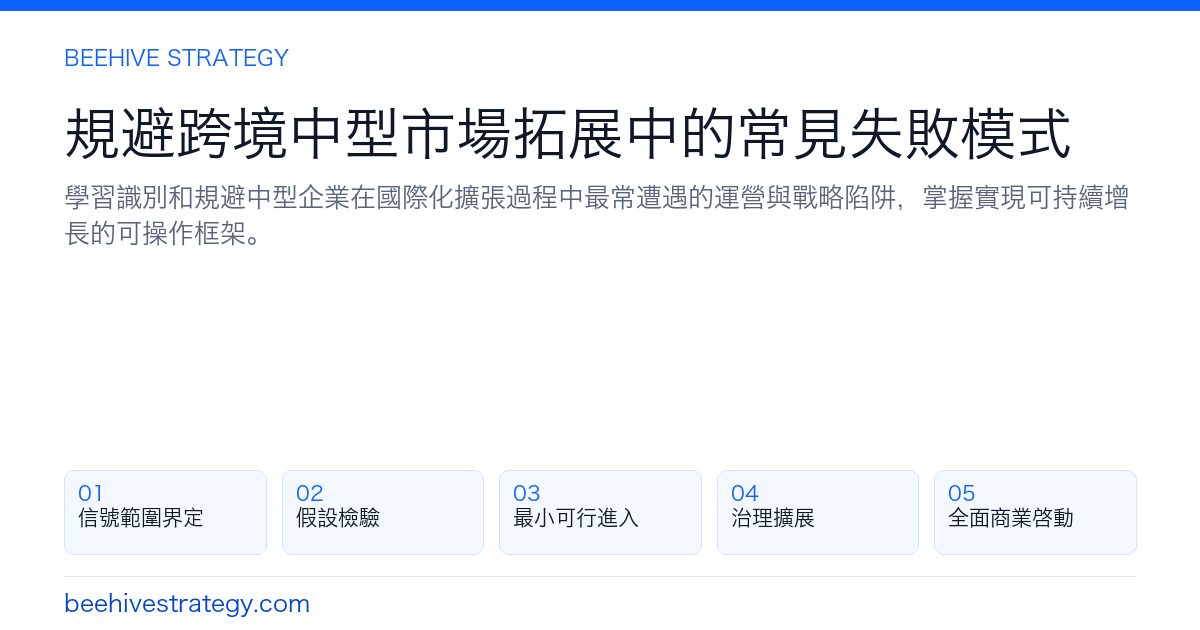 BEEHIVE STRATEGY
規避跨境中型市場拓展中的常見失敗模式
學習識別和規避中型企業在國際化擴張過程中最常遭遇的運營與戰略陷阱，掌握實現可持續增
長的可操作框架。
01
信號範圍界定
02
假設檢驗
03
最小可行進入
04
治理擴展
05
全面商業啓動
beehivestrategy.com